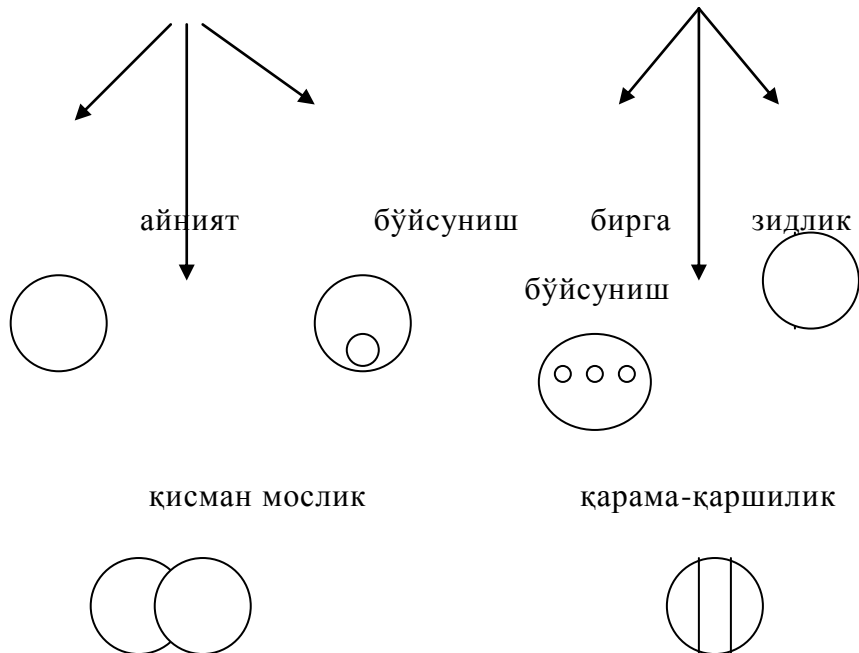 айният бўйсуниш бирга зидлик
бўйсуниш
қисман мослик қарама-қаршилик